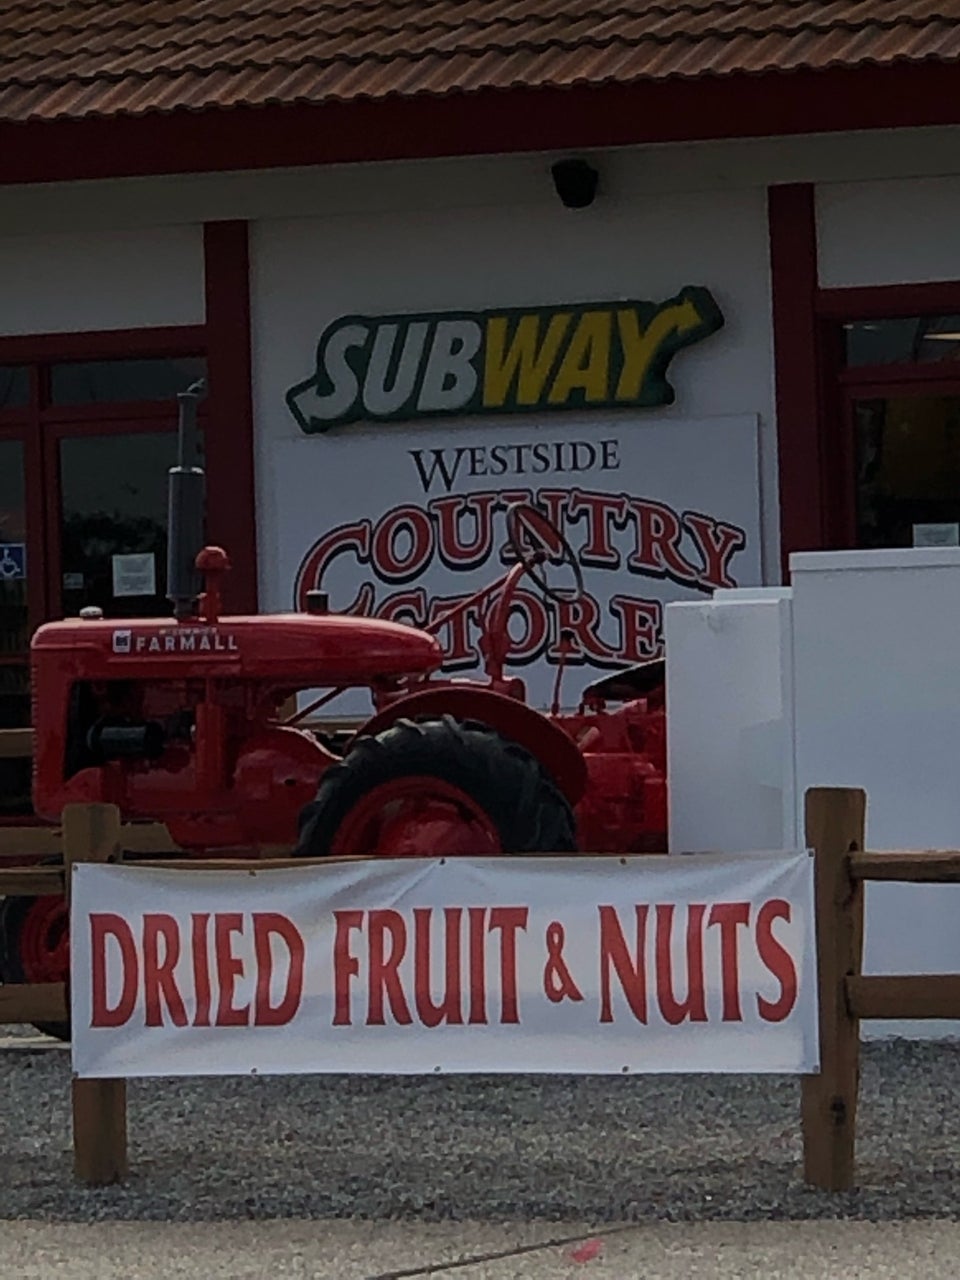 SUBWAY
WESTSIDE
COUNTRY
STORE
FARMALL
DRIED FRUIT & NUTS